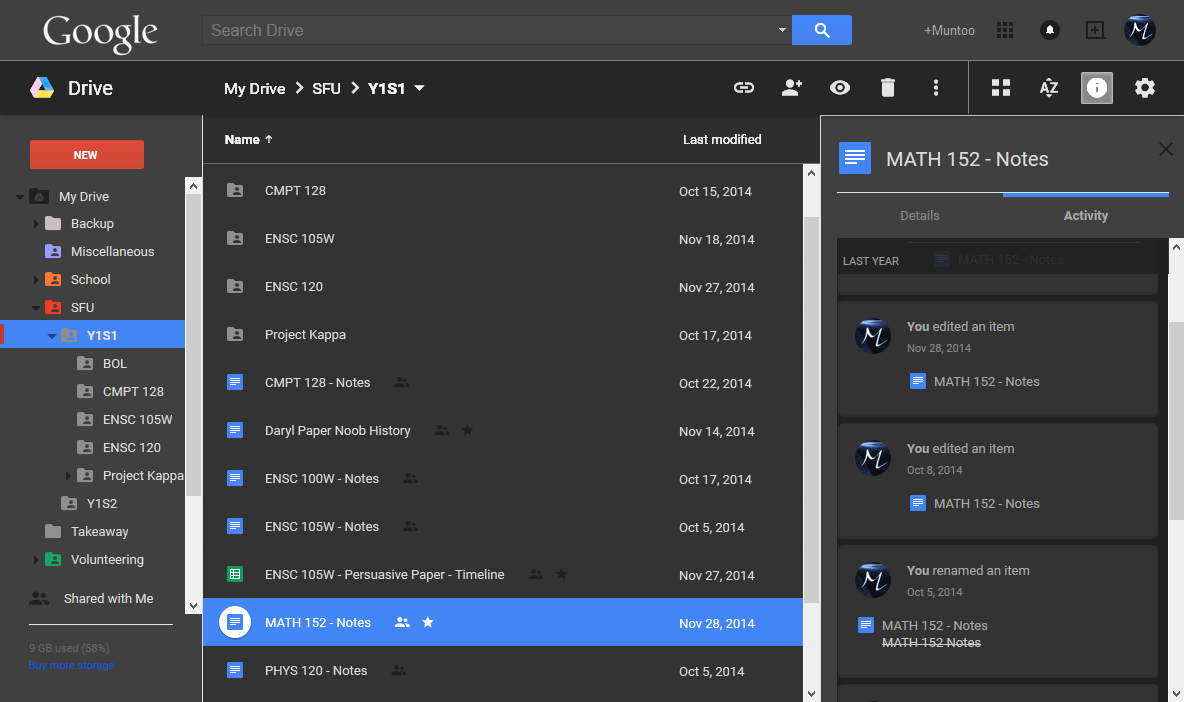 Google
Search Drive
+Muntoo
Drive
My Drive > SFU > Y1S1
AZ
NEW
My Drive
Backup
Miscellaneous
School
SFU
Y1S1
BOL
CMPT 128
ENSC 105W
ENSC 120
Project Kappa
Y1S2
Takeaway
Volunteering
Shared with Me
9 GB used (58%)
Buy more storage
Name ↑ Last modified
CMPT 128 Oct 15, 2014
ENSC 105W Nov 18, 2014
ENSC 120 Nov 27, 2014
Project Kappa Oct 17, 2014
CMPT 128 - Notes Oct 22, 2014
Daryl Paper Noob History Nov 14, 2014
ENSC 100W - Notes Oct 17, 2014
ENSC 105W - Notes Oct 5, 2014
ENSC 105W - Persuasive Paper - Timeline Nov 27, 2014
MATH 152 - Notes Nov 28, 2014
PHYS 120 - Notes Oct 5, 2014
MATH 152 - Notes
Details Activity
LAST YEAR MATH 152 - Notes
You edited an item
Nov 28, 2014
MATH 152 - Notes
You edited an item
Oct 8, 2014
MATH 152 - Notes
You renamed an item
Oct 5, 2014
MATH 152 - Notes
MATH 152 Notes